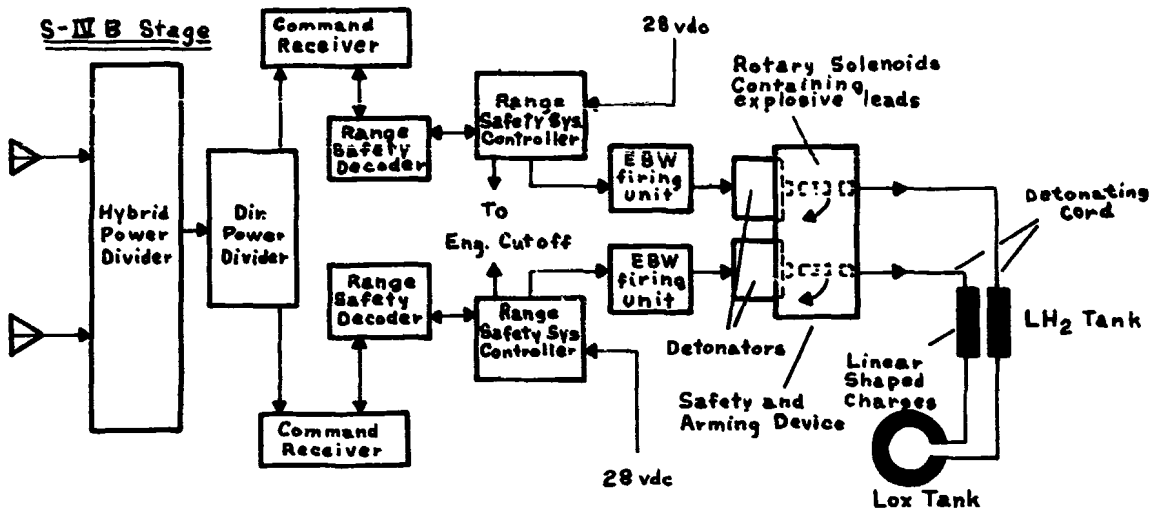 S-IV B Stage
Command
Receiver
28 vdc
Rotary Solenoids
Containing
explosive leads
Range
Safety Sys.
Controller
Range
Safety
Decoder
EBW
firing
unit
Detonating
Cord
Hybrid
Power
Divider
Dir.
Power
Divider
To
Eng. Cutoff
EBW
firing
unit
Range
Safety
Decoder
Range
Safety Sys
Controller
LH2 Tank
Detonators
Linear
Shaped
Charges
Safety and
Arming Device
Command
Receiver
28 vdc
Lox Tank